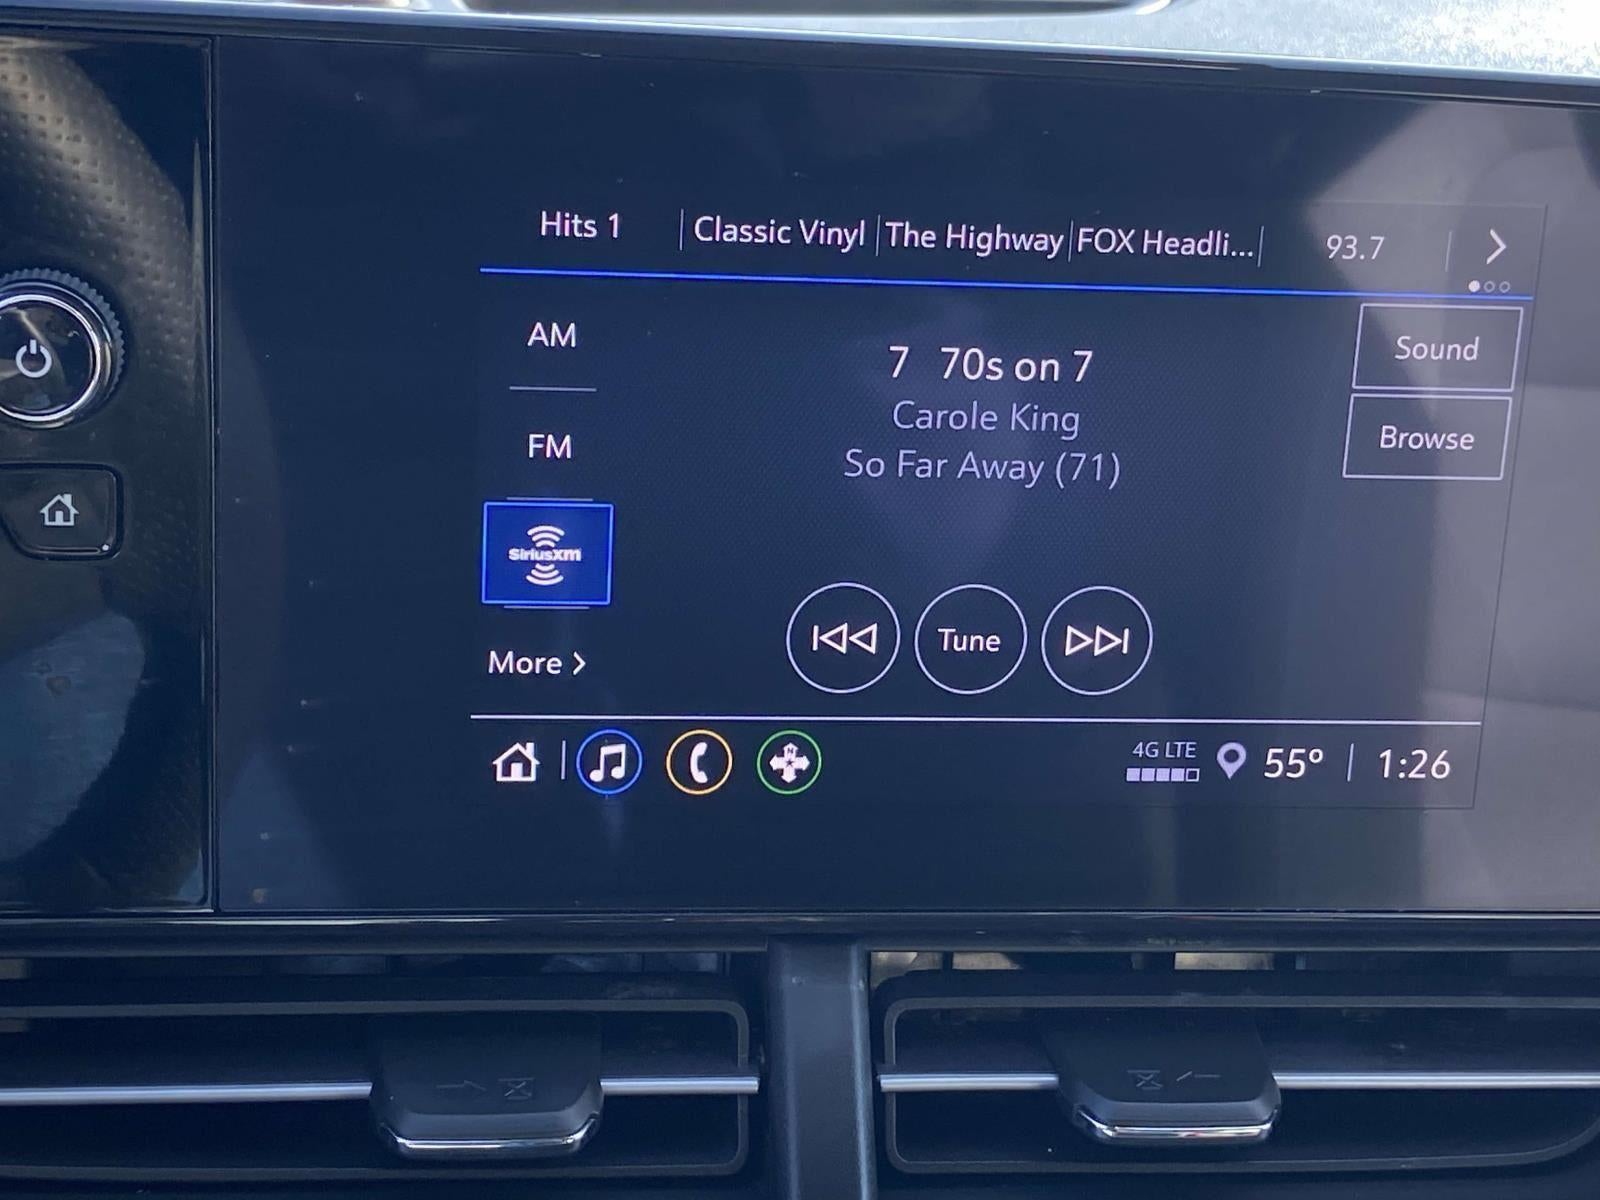 Hits 1 | Classic Vinyl | The Highway | FOX Headli... | 93.7
AM
7 70s on 7
Sound
Carole King
Browse
FM
So Far Away (71)
SiriusXM
Tune
More >
N
4G LTE
55° | 1:26